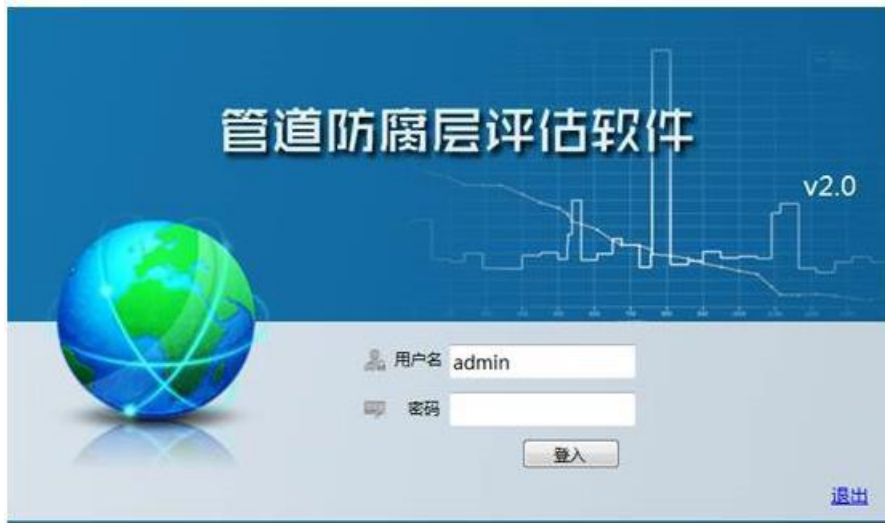 管道防腐层评估软件
v2.0
用户名 admin
密码
登入
退出